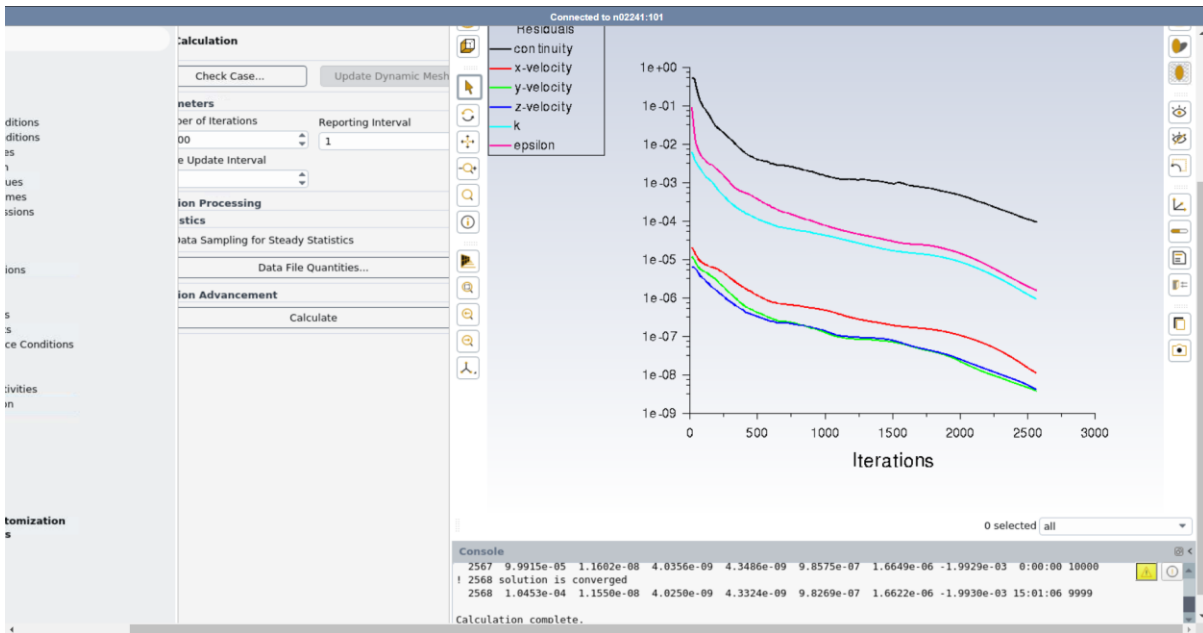 Connected to n02241:101
Calculation
Check Case...
Update Dynamic Mesh
meters
ber of Iterations
Reporting Interval
00
1
e Update Interval
ion Processing
stics
Data Sampling for Steady Statistics
Data File Quantities...
ion Advancement
Calculate
ditions
ditions
es
n
ues
mes
ssions
ions
s
ts
ce Conditions
tivities
on
tomization
s
Residuals
continuity
x-velocity
y-velocity
z-velocity
k
epsilon
1e+00
1e-01
1e-02
1e-03
1e-04
1e-05
1e-06
1e-07
1e-08
1e-09
0 500 1000 1500 2000 2500 3000
Iterations
0 selected all
Console
2567 9.9915e-05 1.1602e-08 4.0356e-09 4.3486e-09 9.8575e-07 1.6649e-06 -1.9929e-03 0:00:00 10000
! 2568 solution is converged
2568 1.0453e-04 1.1550e-08 4.0250e-09 4.3324e-09 9.8269e-07 1.6622e-06 -1.9930e-03 15:01:06 9999
Calculation complete.